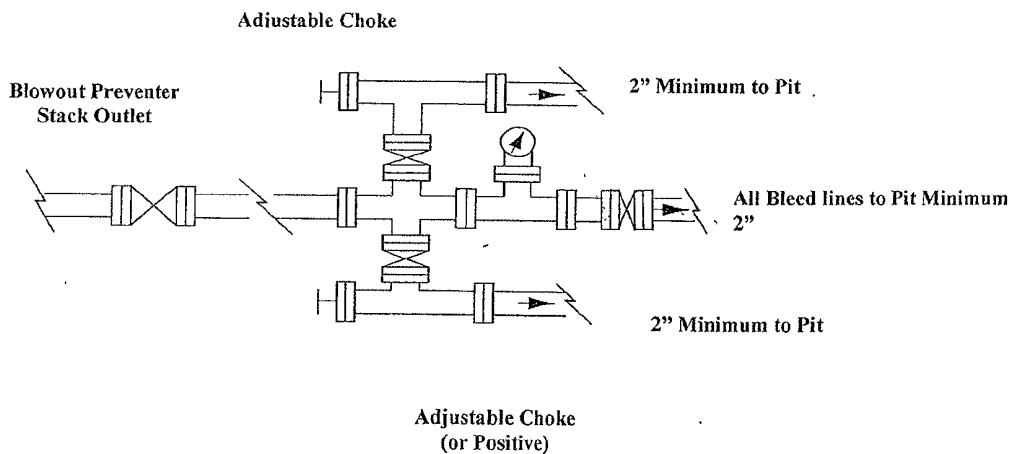 Adjustable Choke
Blowout Preventer
Stack Outlet
2” Minimum to Pit
All Bleed lines to Pit Minimum
2”
2” Minimum to Pit
Adjustable Choke
(or Positive)